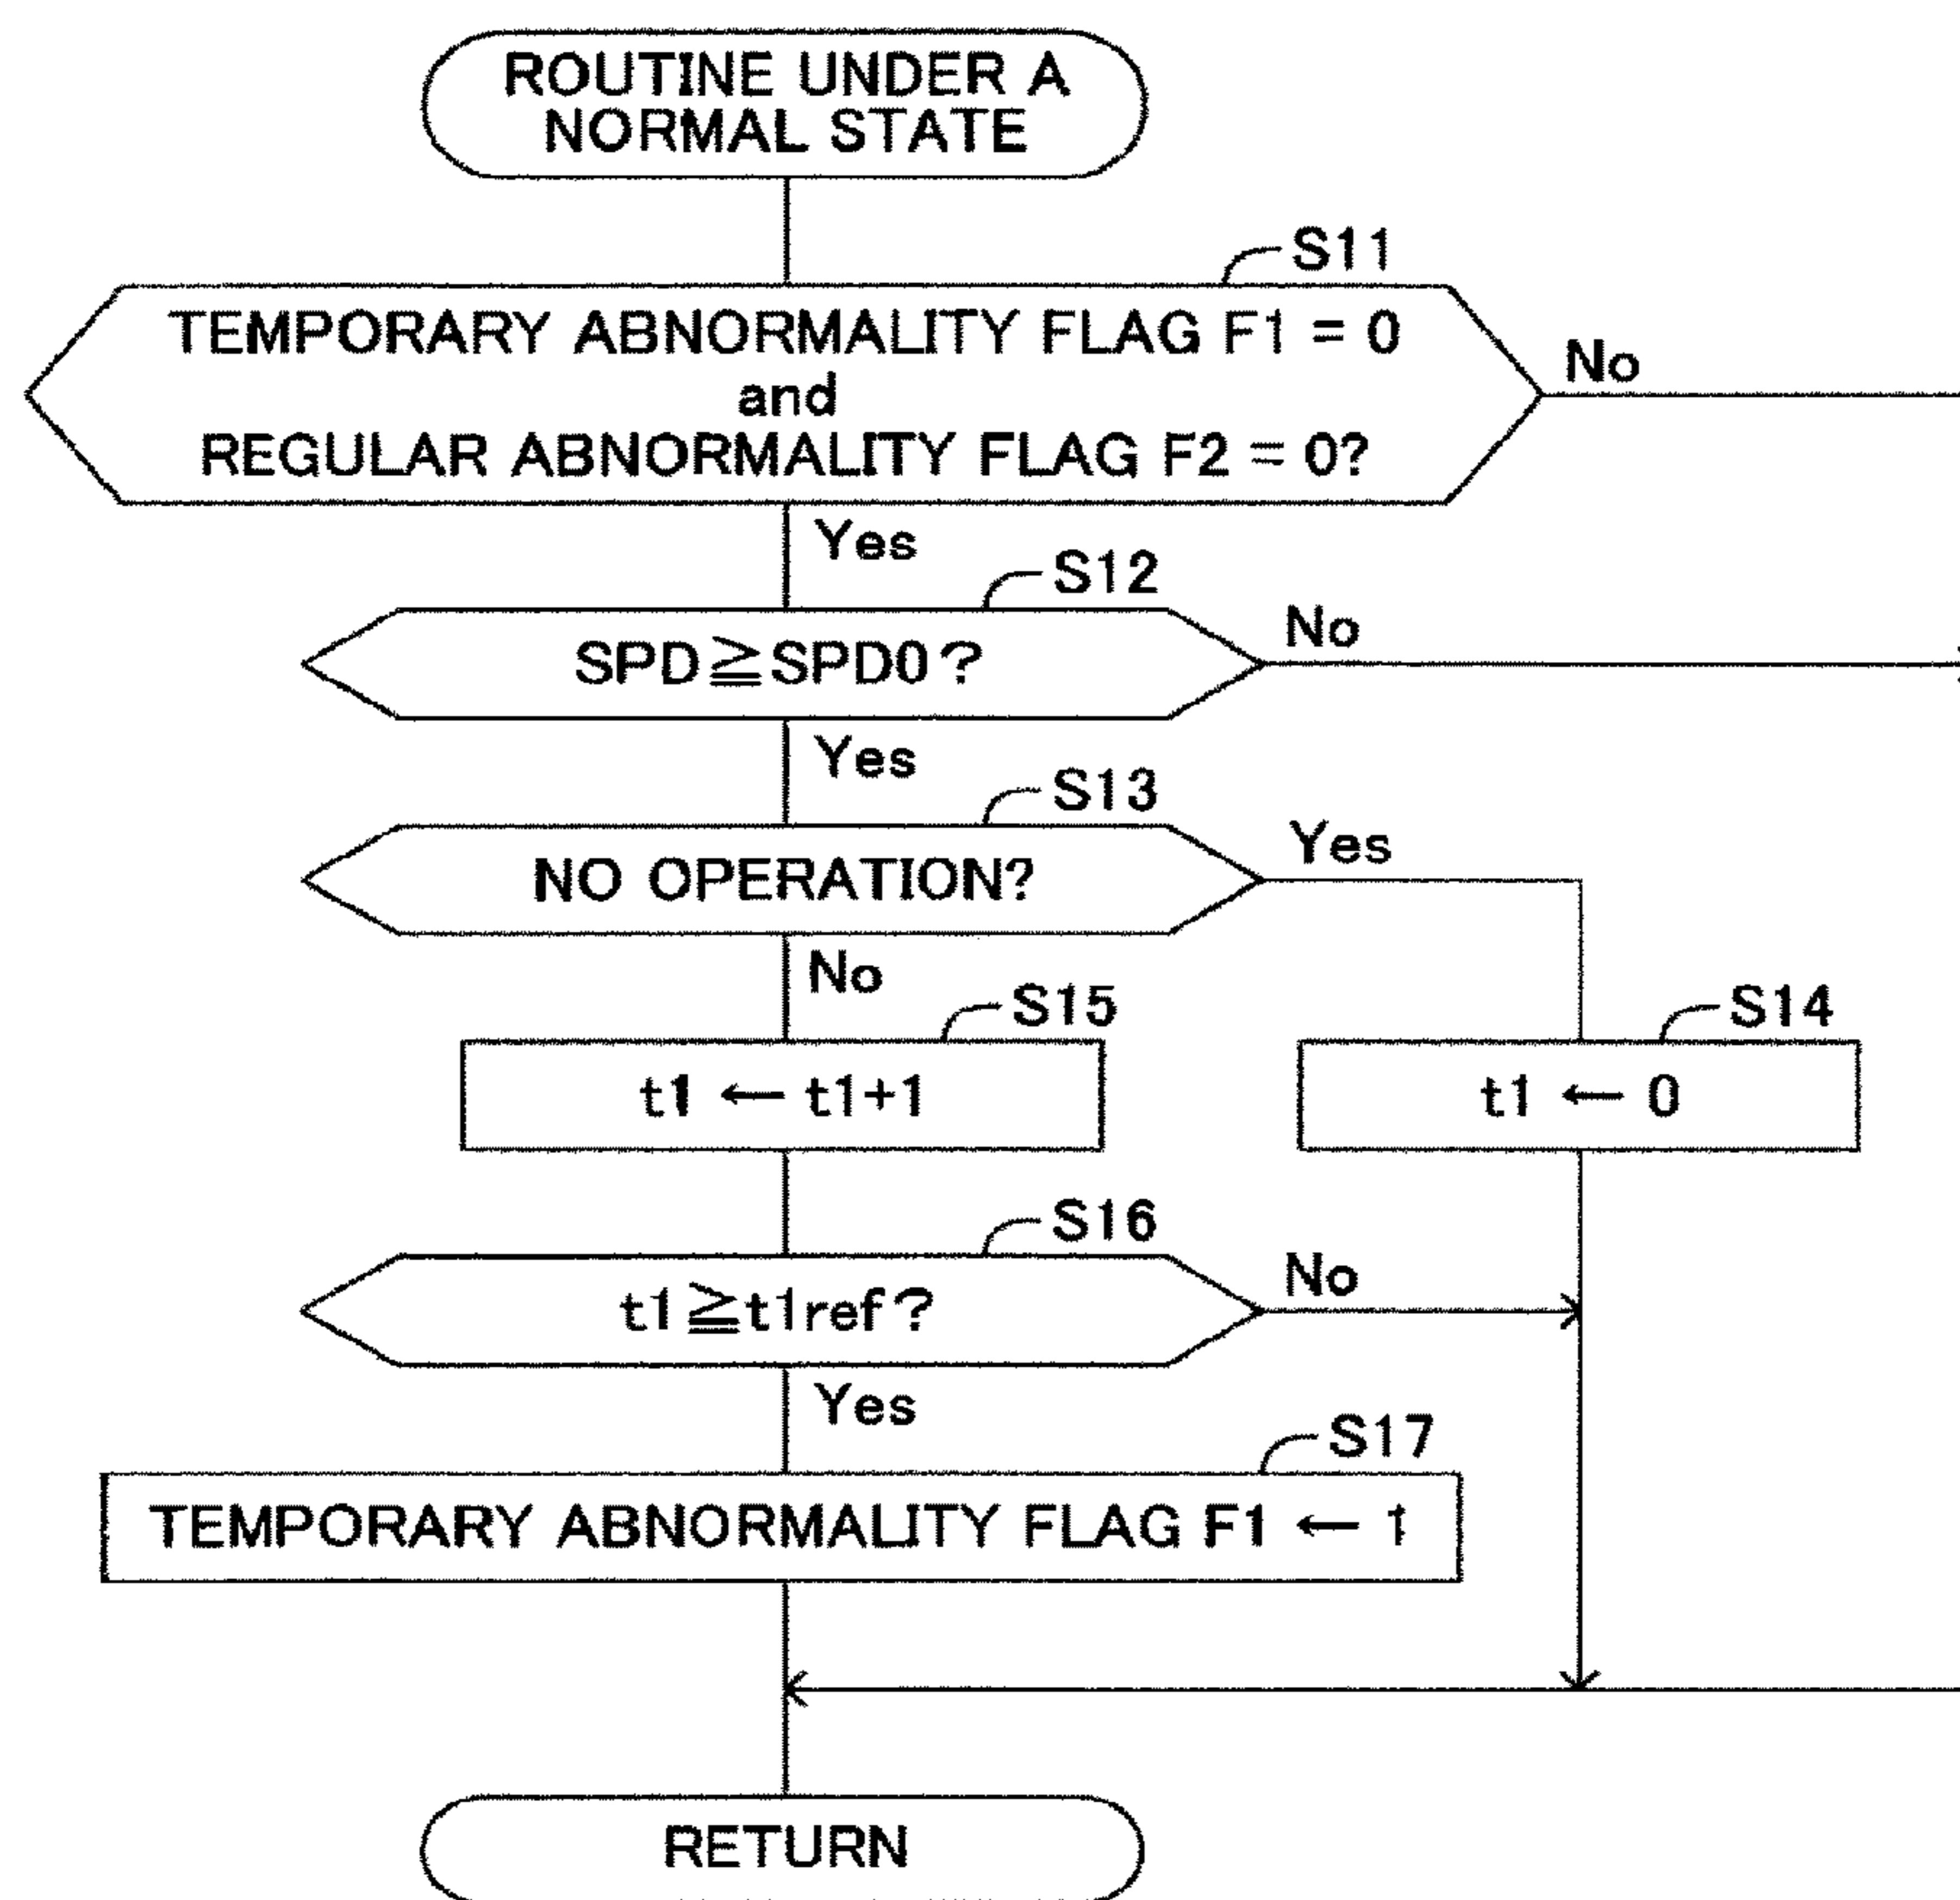 ROUTINE UNDER A
NORMAL STATE
S11
TEMPORARY ABNORMALITY FLAG F1 = 0
and
REGULAR ABNORMALITY FLAG F2 = 0?
No
Yes
S12
SPD≧SPD0?
No
Yes
S13
NO OPERATION?
Yes
No
S15
t1 ← t1+1
S14
t1 ← 0
S16
t1≧t1ref?
No
Yes
S17
TEMPORARY ABNORMALITY FLAG F1 ← 1
RETURN